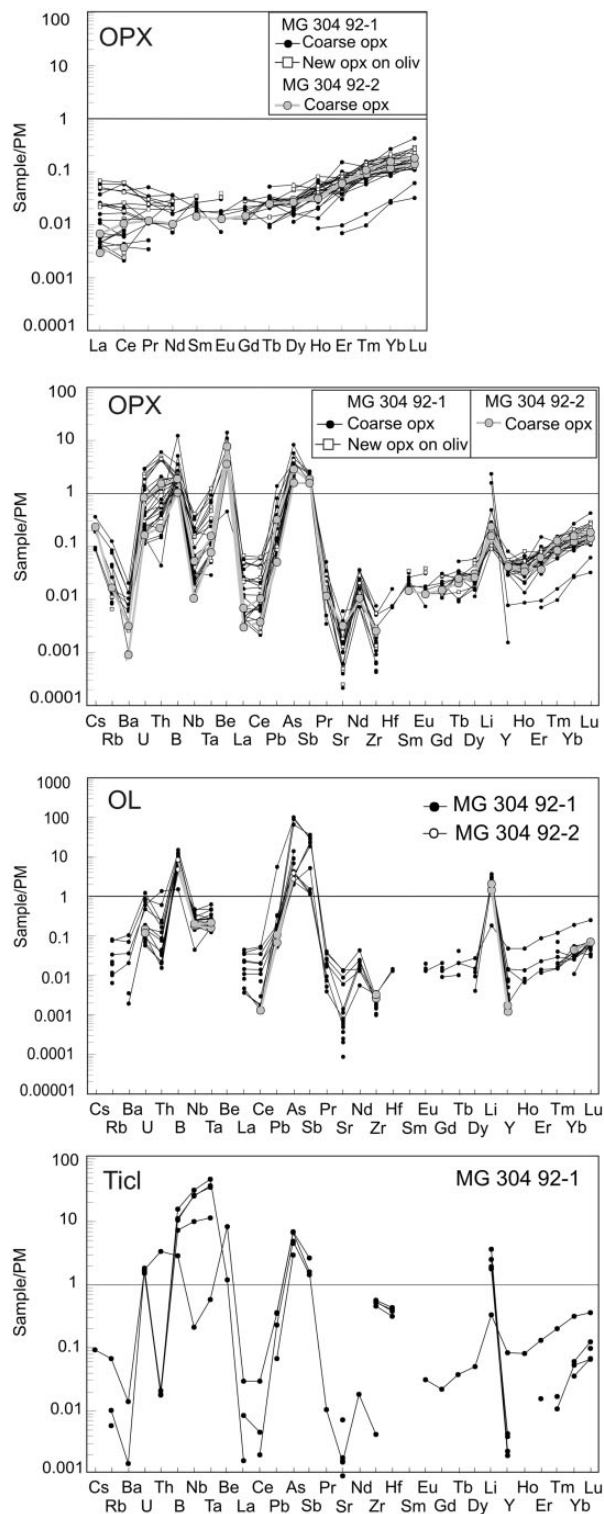 OPX
MG 304 92-1
Coarse opx
New opx on oliv
MG 304 92-2
Coarse opx
Sample/PM
100
10
1
0.1
0.01
0.001
0.0001
La Ce Pr Nd Sm Eu Gd Tb Dy Ho Er Tm Yb Lu
OPX
MG 304 92-1
Coarse opx
New opx on oliv
MG 304 92-2
Coarse opx
Sample/PM
100
10
1
0.1
0.01
0.001
0.0001
Cs Ba Th Nb Be Ce As Pr Nd Hf Eu Tb Li Ho Tm Lu
Rb U B Ta La Pb Sb Sr Zr Sm Gd Dy Y Er Yb
OL
MG 304 92-1
MG 304 92-2
Sample/PM
1000
100
10
1
0.1
0.01
0.001
0.0001
0.00001
Cs Ba Th Nb Be Ce As Pr Nd Hf Eu Tb Li Ho Tm Lu
Rb U B Ta La Pb Sb Sr Zr Sm Gd Dy Y Er Yb
Ticl
MG 304 92-1
Sample/PM
100
10
1
0.1
0.01
0.001
Cs Ba Th Nb Be Ce As Pr Nd Hf Eu Tb Li Ho Tm Lu
Rb U B Ta La Pb Sb Sr Zr Sm Gd Dy Y Er Yb